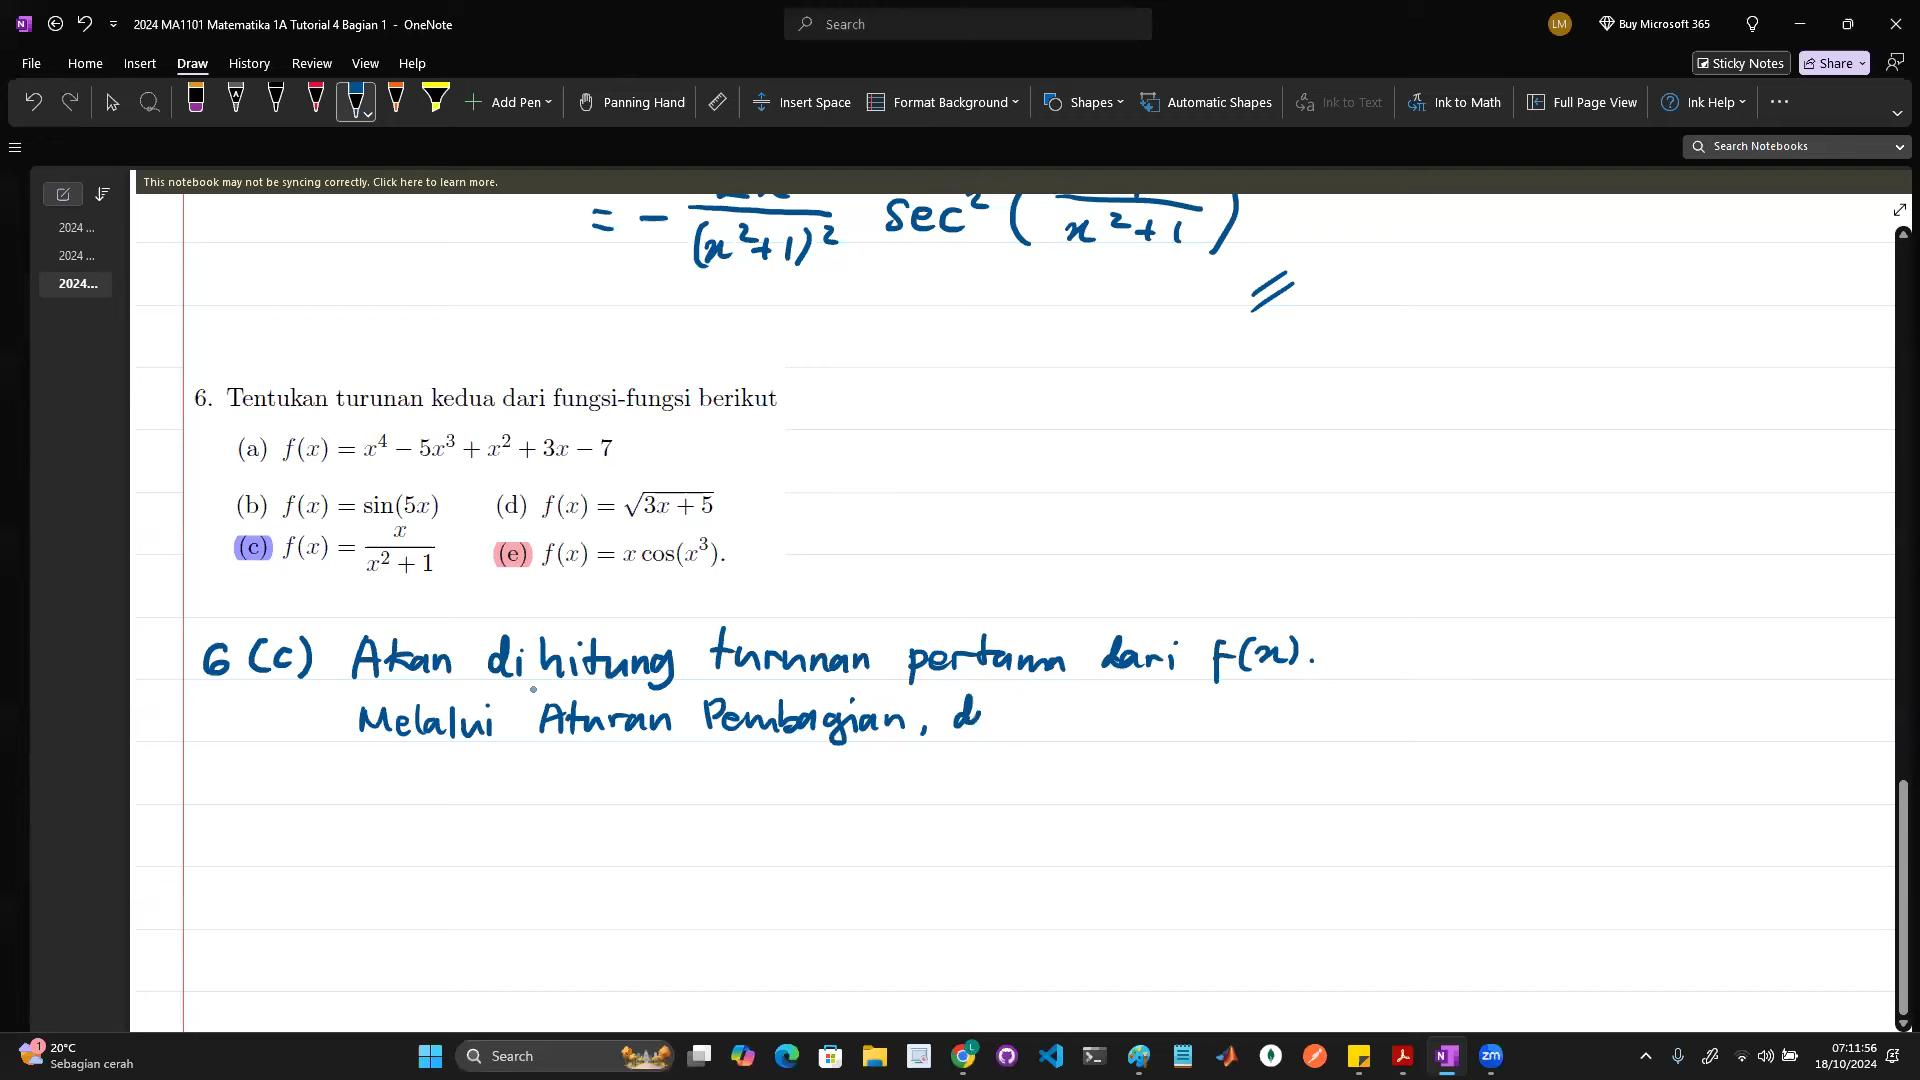 2024 MA1101 Matematika 1A Tutorial 4 Bagian 1 - OneNote
Search
LM
Buy Microsoft 365
File Home Insert Draw History Review View Help
Sticky Notes
Share
Add Pen
Panning Hand
Insert Space
Format Background
Shapes
Automatic Shapes
Ink to Text
Ink to Math
Full Page View
Ink Help
Search Notebooks
This notebook may not be syncing correctly. Click here to learn more.
2024 ...
2024 ...
2024...
= - /(x²+1)² sec² ( /x²+1)
6. Tentukan turunan kedua dari fungsi-fungsi berikut
(a) f(x) = x⁴ − 5x³ + x² + 3x − 7
(b) f(x) = sin(5x) (d) f(x) = √(3x + 5)
(c) f(x) = x/(x² + 1) (e) f(x) = x cos(x³).
6 (c) Akan dihitung turunan pertama dari f(x).
Melalui Aturan Pembagian, d
1
20°C
Sebagian cerah
Search
07:11:56
18/10/2024